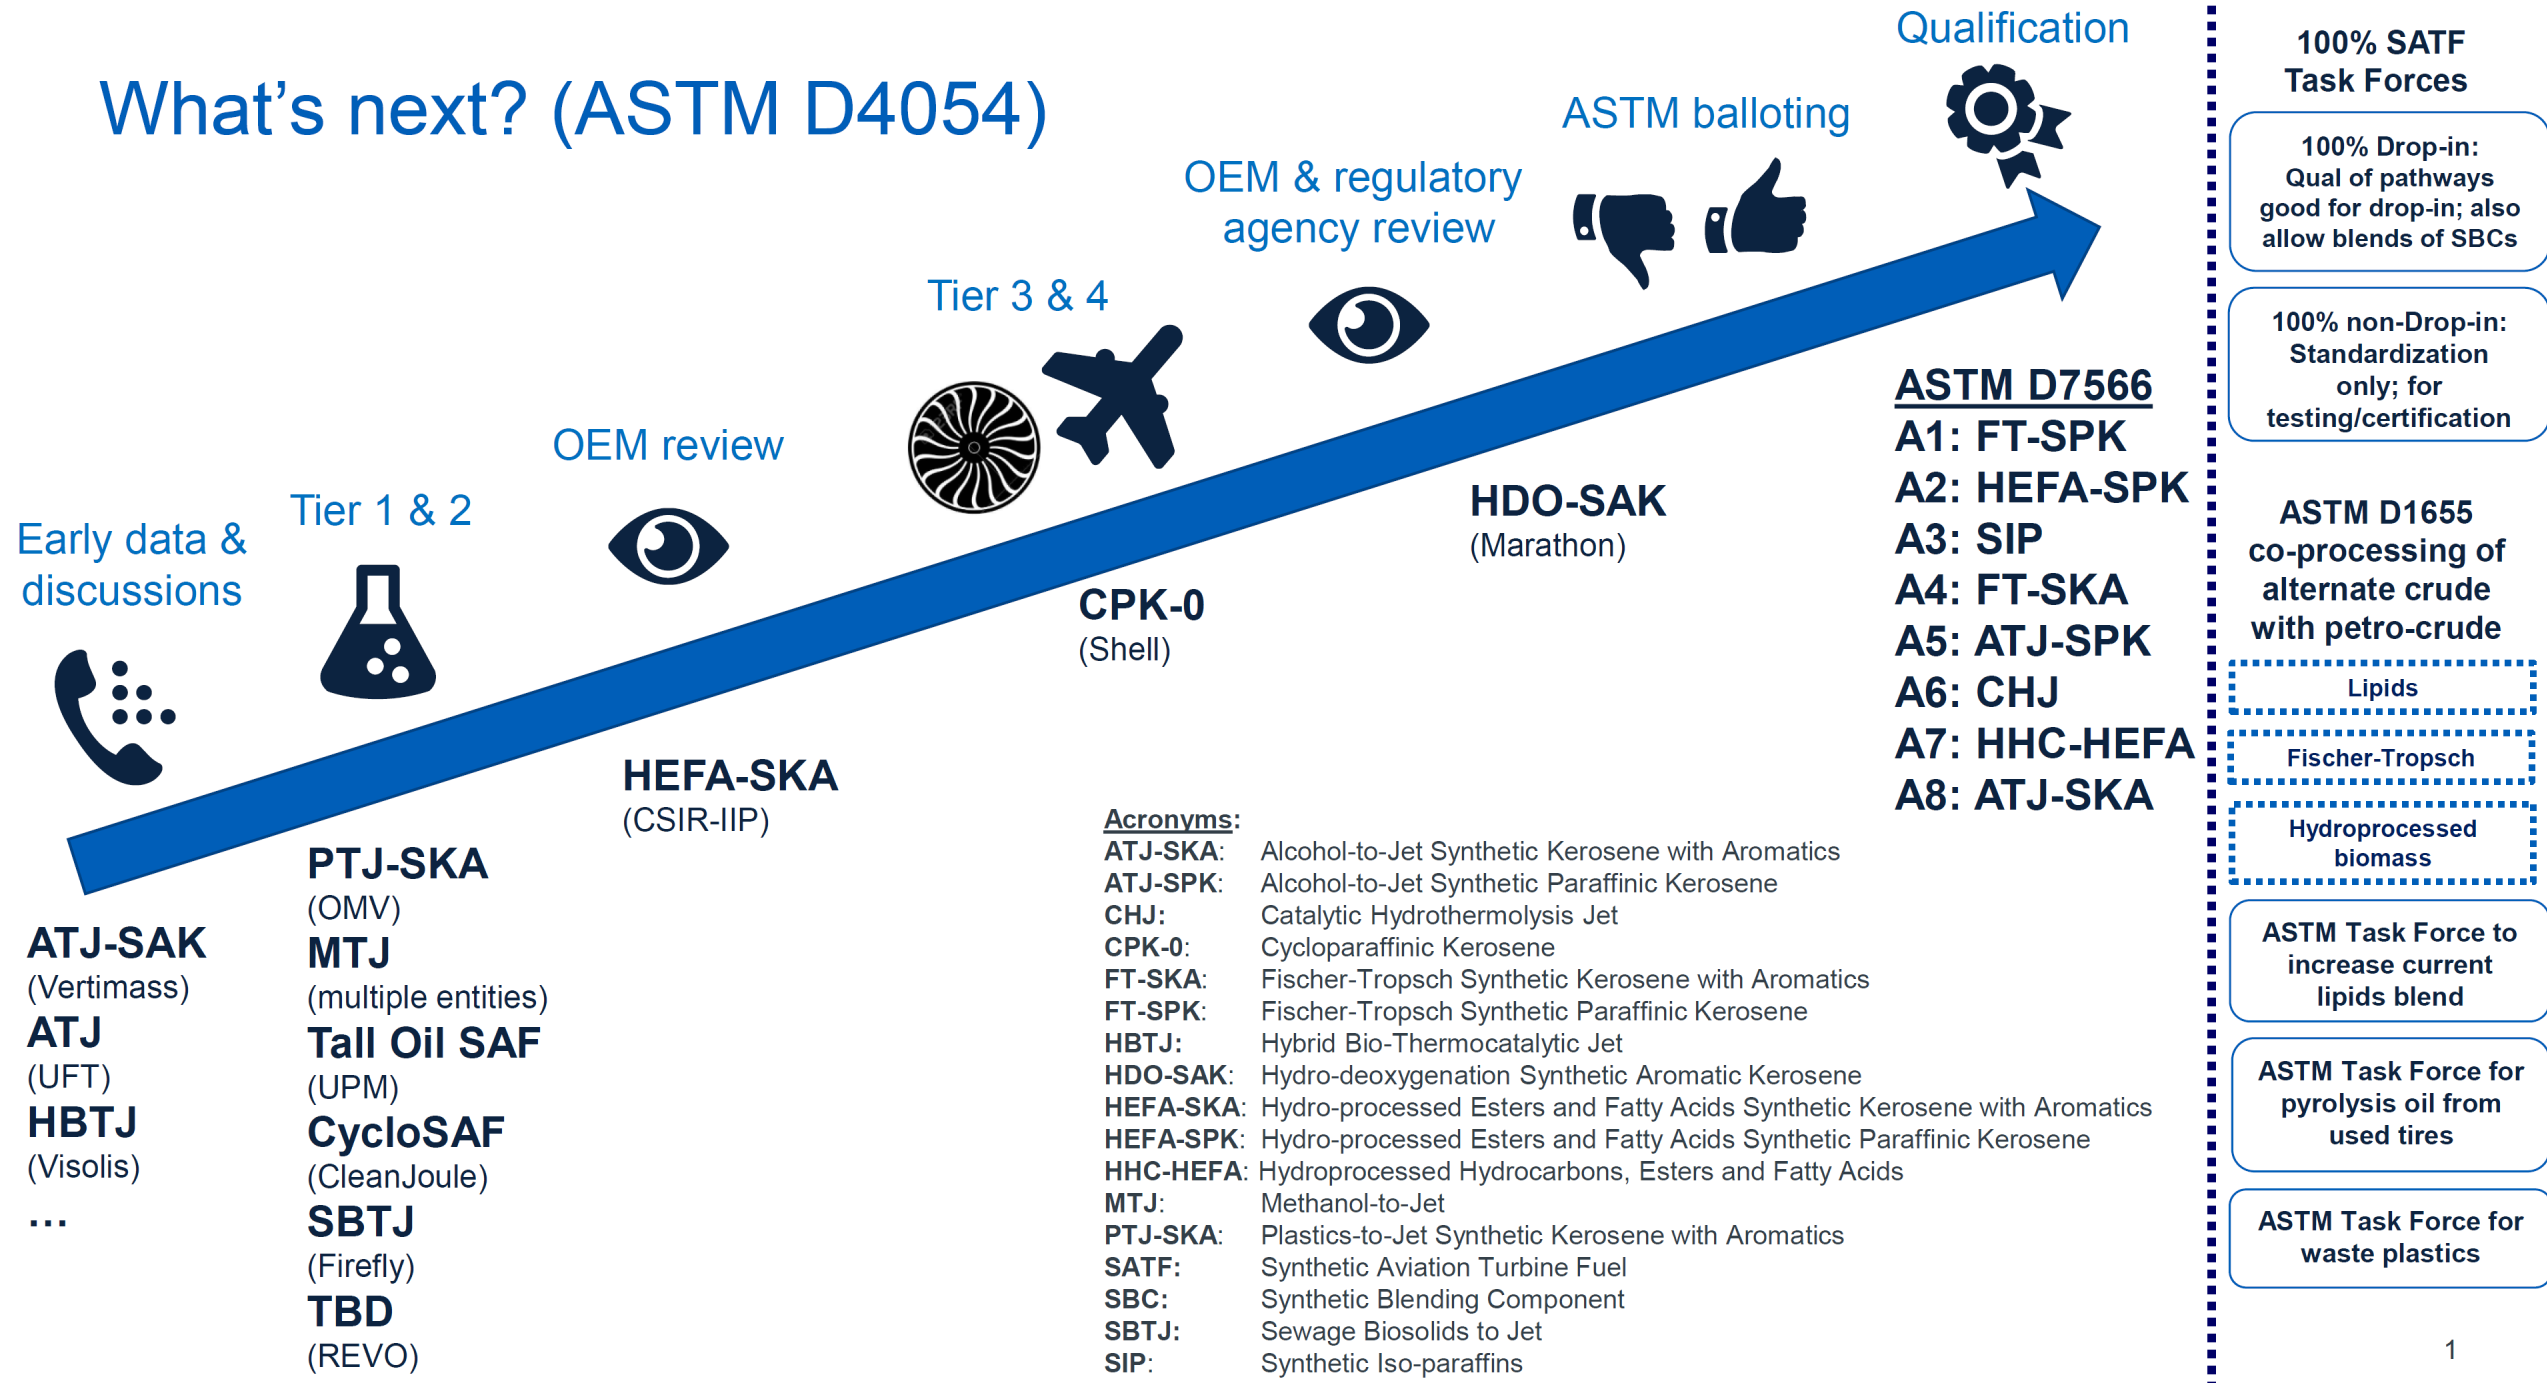 What's next? (ASTM D4054)
Early data &
discussions
Tier 1 & 2
OEM review
Tier 3 & 4
OEM & regulatory
agency review
ASTM balloting
Qualification
ATJ-SAK
(Vertimass)
ATJ
(UFT)
HBTJ
(Visolis)
...
PTJ-SKA
(OMV)
MTJ
(multiple entities)
Tall Oil SAF
(UPM)
CycloSAF
(CleanJoule)
SBTJ
(Firefly)
TBD
(REVO)
HEFA-SKA
(CSIR-IIP)
CPK-0
(Shell)
HDO-SAK
(Marathon)
ASTM D7566
A1: FT-SPK
A2: HEFA-SPK
A3: SIP
A4: FT-SKA
A5: ATJ-SPK
A6: CHJ
A7: HHC-HEFA
A8: ATJ-SKA
Acronyms:
ATJ-SKA: Alcohol-to-Jet Synthetic Kerosene with Aromatics
ATJ-SPK: Alcohol-to-Jet Synthetic Paraffinic Kerosene
CHJ: Catalytic Hydrothermolysis Jet
CPK-0: Cycloparaffinic Kerosene
FT-SKA: Fischer-Tropsch Synthetic Kerosene with Aromatics
FT-SPK: Fischer-Tropsch Synthetic Paraffinic Kerosene
HBTJ: Hybrid Bio-Thermocatalytic Jet
HDO-SAK: Hydro-deoxygenation Synthetic Aromatic Kerosene
HEFA-SKA: Hydro-processed Esters and Fatty Acids Synthetic Kerosene with Aromatics
HEFA-SPK: Hydro-processed Esters and Fatty Acids Synthetic Paraffinic Kerosene
HHC-HEFA: Hydroprocessed Hydrocarbons, Esters and Fatty Acids
MTJ: Methanol-to-Jet
PTJ-SKA: Plastics-to-Jet Synthetic Kerosene with Aromatics
SATF: Synthetic Aviation Turbine Fuel
SBC: Synthetic Blending Component
SBTJ: Sewage Biosolids to Jet
SIP: Synthetic Iso-paraffins
100% SATF
Task Forces
100% Drop-in:
Qual of pathways
good for drop-in; also
allow blends of SBCs
100% non-Drop-in:
Standardization
only; for
testing/certification
ASTM D1655
co-processing of
alternate crude
with petro-crude
Lipids
Fischer-Tropsch
Hydroprocessed
biomass
ASTM Task Force to
increase current
lipids blend
ASTM Task Force for
pyrolysis oil from
used tires
ASTM Task Force for
waste plastics
1